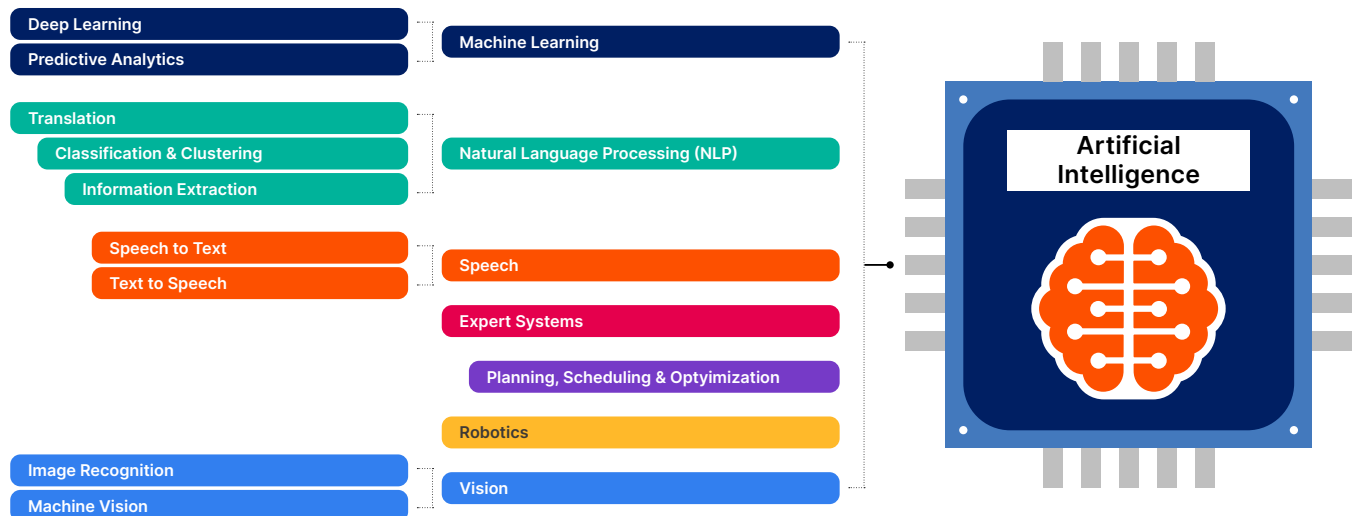 Deep Learning
Predictive Analytics
Machine Learning
Translation
Classification & Clustering
Information Extraction
Natural Language Processing (NLP)
Speech to Text
Text to Speech
Speech
Expert Systems
Planning, Scheduling & Optyimization
Robotics
Image Recognition
Machine Vision
Vision
Artificial
Intelligence